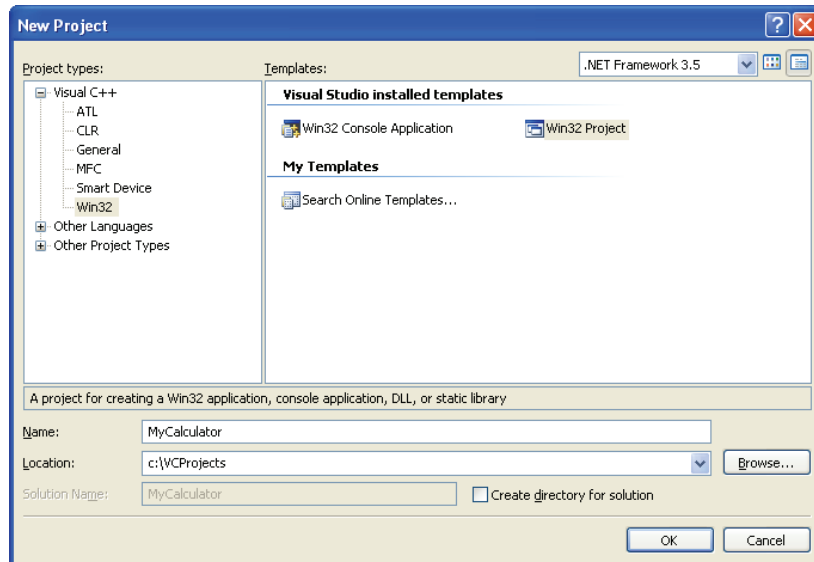 New Project
Project types:
Templates:
.NET Framework 3.5
Visual C++
ATL
CLR
General
MFC
Smart Device
Win32
Other Languages
Other Project Types
Visual Studio installed templates
Win32 Console Application
Win32 Project
My Templates
Search Online Templates...
A project for creating a Win32 application, console application, DLL, or static library
Name:
MyCalculator
Location:
c:\VCProjects
Browse...
Solution Name:
MyCalculator
Create directory for solution
OK
Cancel